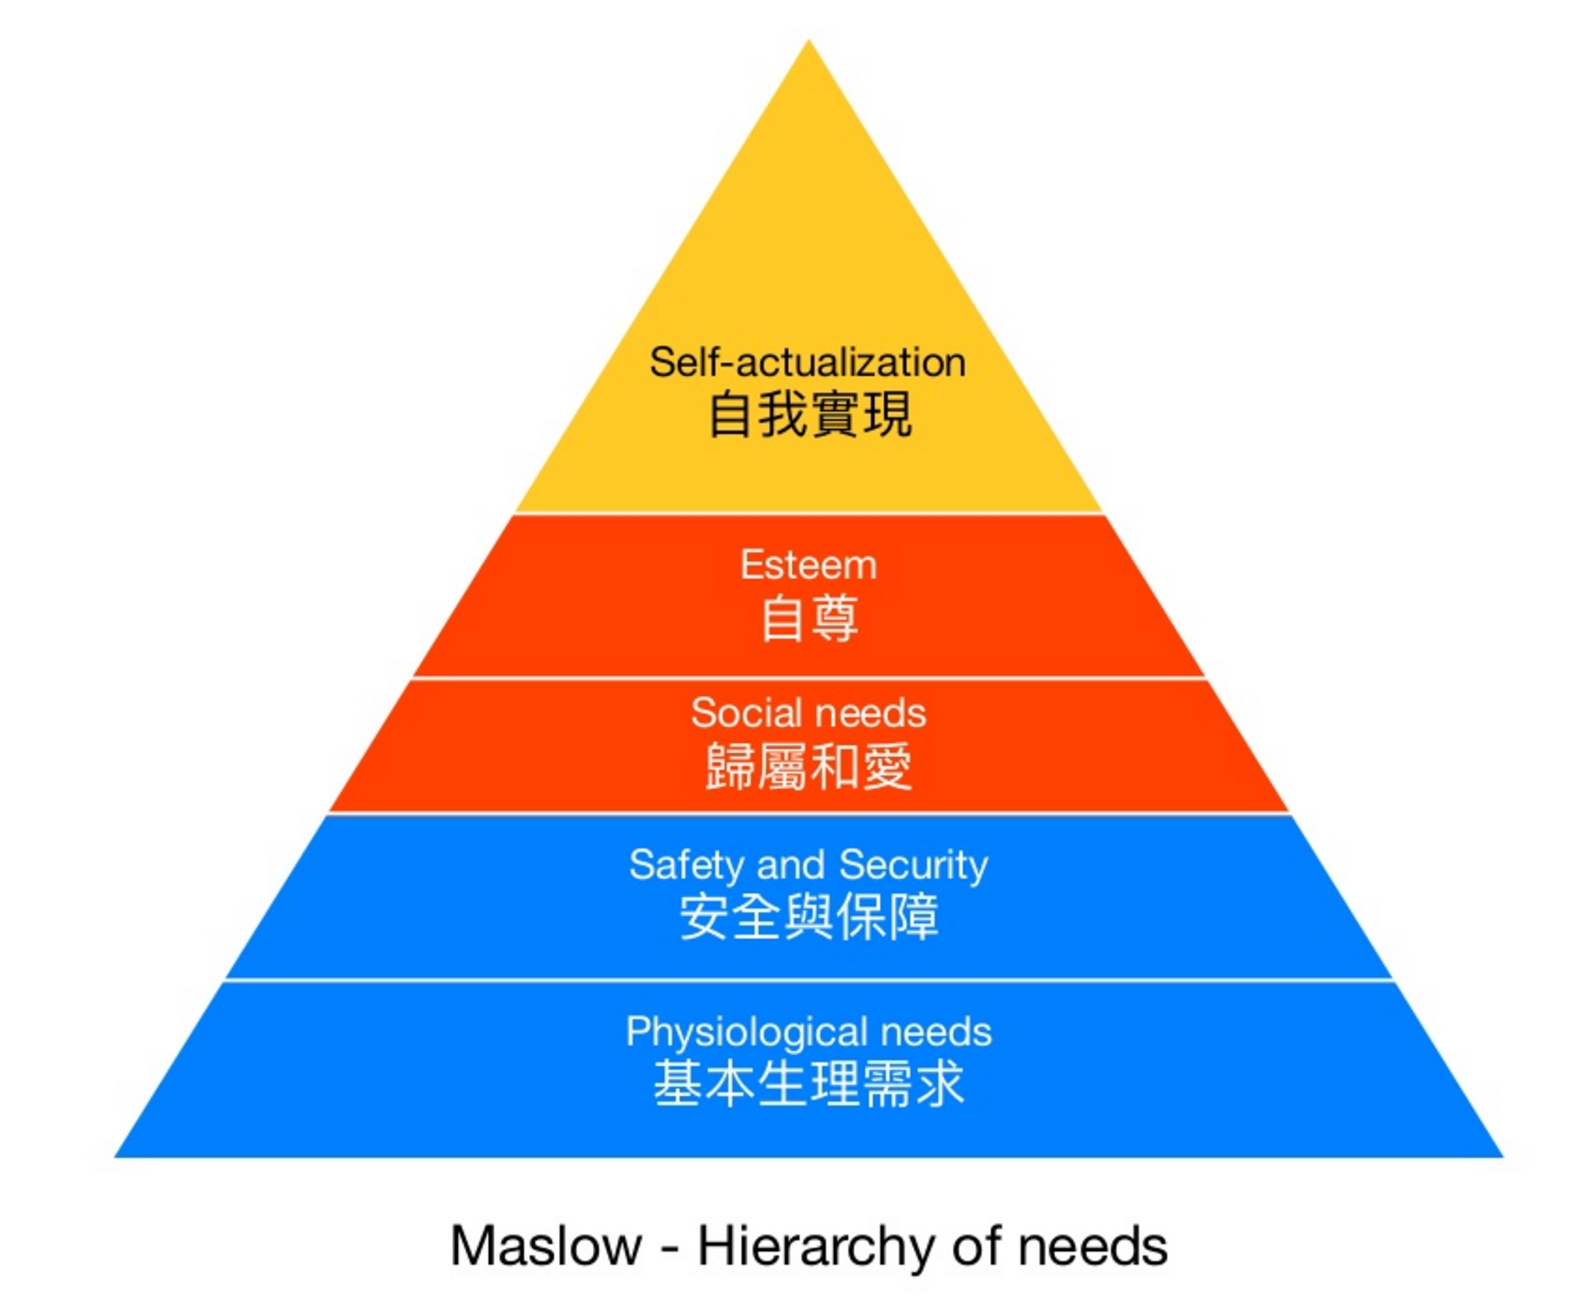 Self-actualization
自我實現
Esteem
自尊
Social needs
歸屬和愛
Safety and Security
安全與保障
Physiological needs
基本生理需求
Maslow - Hierarchy of needs